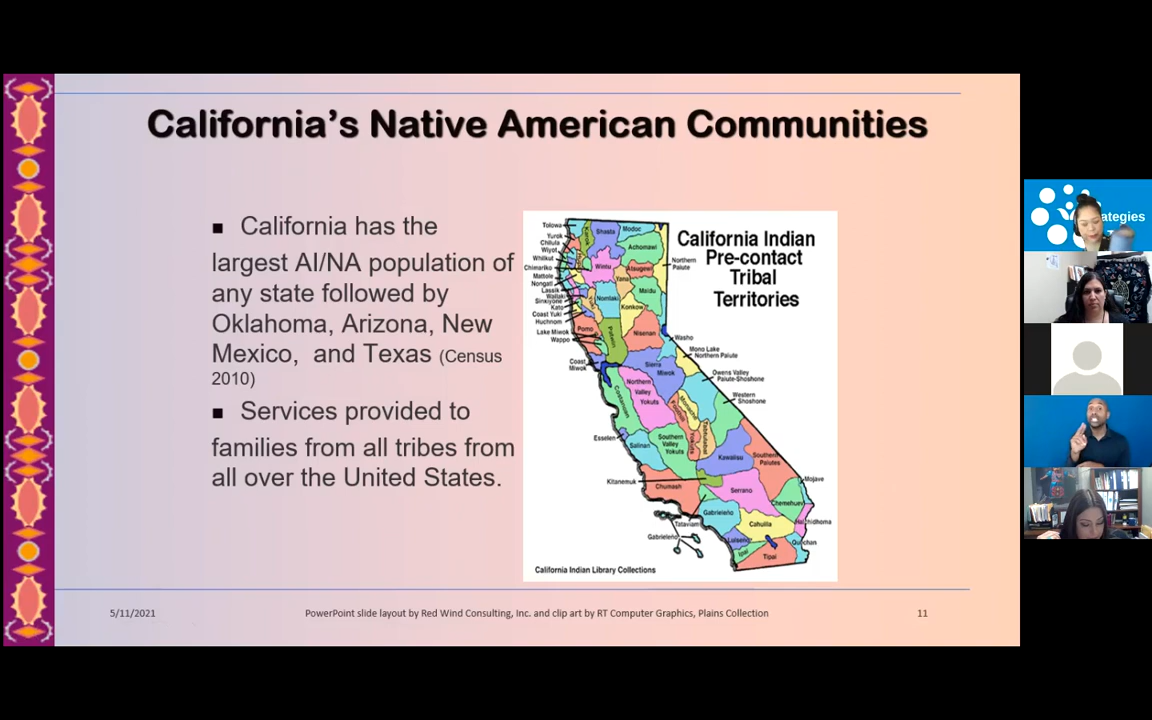 California's Native American Communities
■ California has the
largest AI/NA population of
any state followed by
Oklahoma, Arizona, New
Mexico, and Texas (Census
2010)
■ Services provided to
families from all tribes from
all over the United States.
California Indian
Pre-contact
Tribal
Territories
Tolowa
Yurok
Chilula
Wiyot
Whilkut
Chimariko
Mattole
Nongatl
Lassik
Wailaki
Sinkiyone
Kato
Coast Yuki
Huchnom
Lake Miwok
Wappo
Coast
Miwok
Shasta
Modoc
Achomawi
Northern
Paiute
Wintu
Atsugewi
Yana
Maidu
Nomlaki
Konkow
Pomo
Patwin
Nisenan
Washo
Mono Lake
Northern Paiute
Sierra
Miwok
Owens Valley
Paiute-Shoshone
Northern
Valley
Yokuts
Western
Shoshone
Costanoan
Monache
Tubatulabal
Esselen
Salinan
Southern
Valley
Yokuts
Kawaiisu
Southern
Paiutes
Kitanemuk
Chumash
Serrano
Mojave
Chemehuevi
Tataviam
Gabrieleño
Gabrieleño
Cahuilla
Halchidhoma
Luiseño
Quechan
Ipai
Tipai
California Indian Library Collections
5/11/2021
PowerPoint slide layout by Red Wind Consulting, Inc. and clip art by RT Computer Graphics, Plains Collection
11
ategies